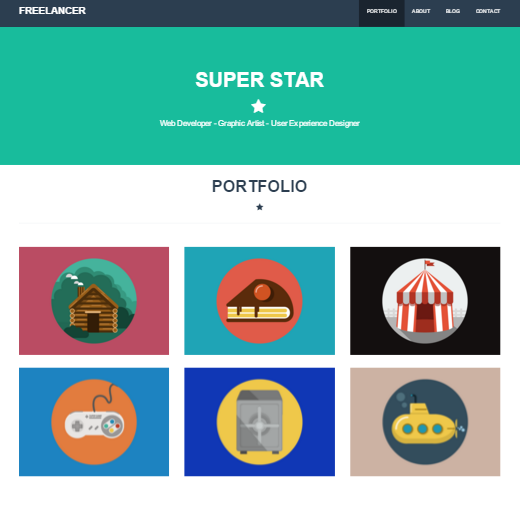 FREELANCER PORTFOLIO ABOUT BLOG CONTACT
SUPER STAR
Web Developer - Graphic Artist - User Experience Designer
PORTFOLIO